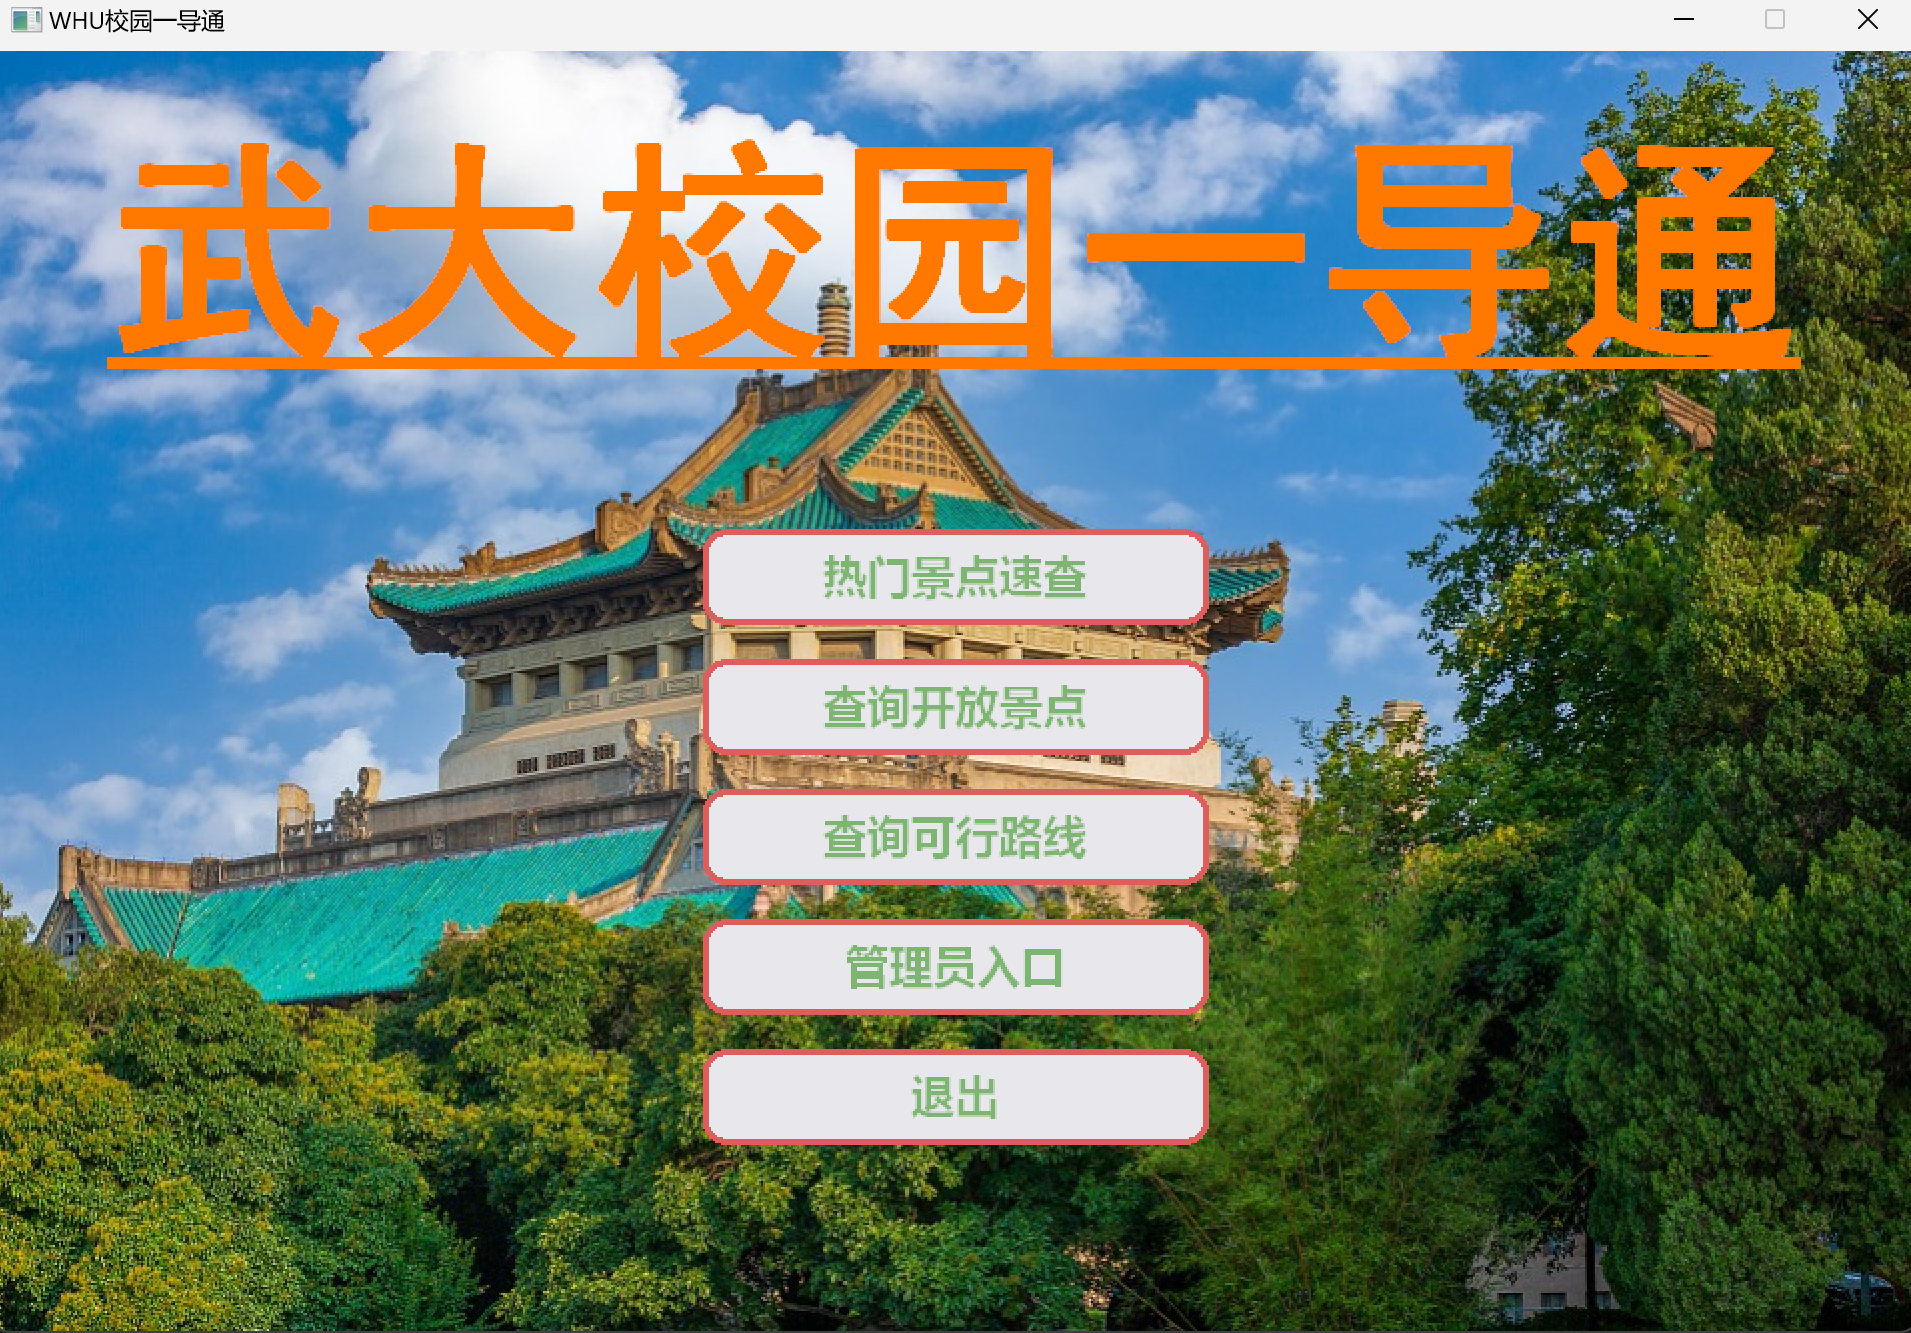 WHU校园一导通
武大校园一导通
热门景点速查
查询开放景点
查询可行路线
管理员入口
退出